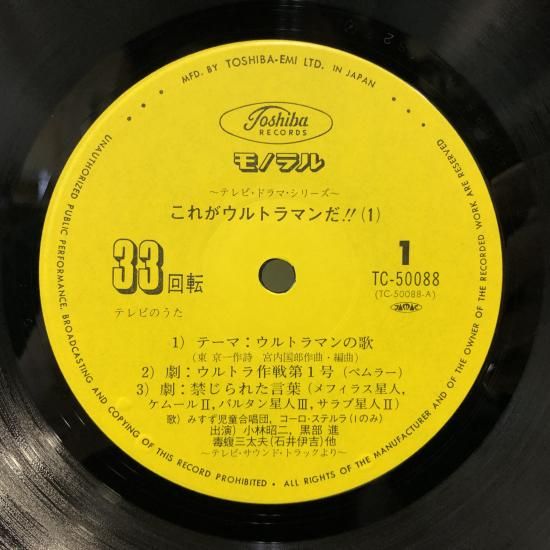 MFD. BY TOSHIBA-EMI LTD. IN JAPAN
Toshiba
RECORDS
モノラル
～テレビ・ドラマ・シリーズ～
これがウルトラマンだ!!(1)
33回転
1
TC-50088
(TC-50088-A)
テレビのうた
1) テーマ：ウルトラマンの歌
(東 京一作詩 宮内国郎作曲・編曲)
2) 劇：ウルトラ作戦第1号 (ベムラー)
3) 劇：禁じられた言葉 (メフィラス星人,
ケムールII, バルタン星人III, サラブ星人II)
歌) みすず児童合唱団, コーロ・ステルラ(1のみ)
出演) 小林昭二, 黒部 進
毒蝮三太夫(石井伊吉)他
～テレビ・サウンド・トラックより～
UNAUTHORIZED PUBLIC PERFORMANCE, BROADCASTING AND COPYING OF THIS RECORD PROHIBITED • ALL RIGHTS OF THE MANUFACTURER AND OF THE OWNER OF THE RECORDED WORK ARE RESERVED